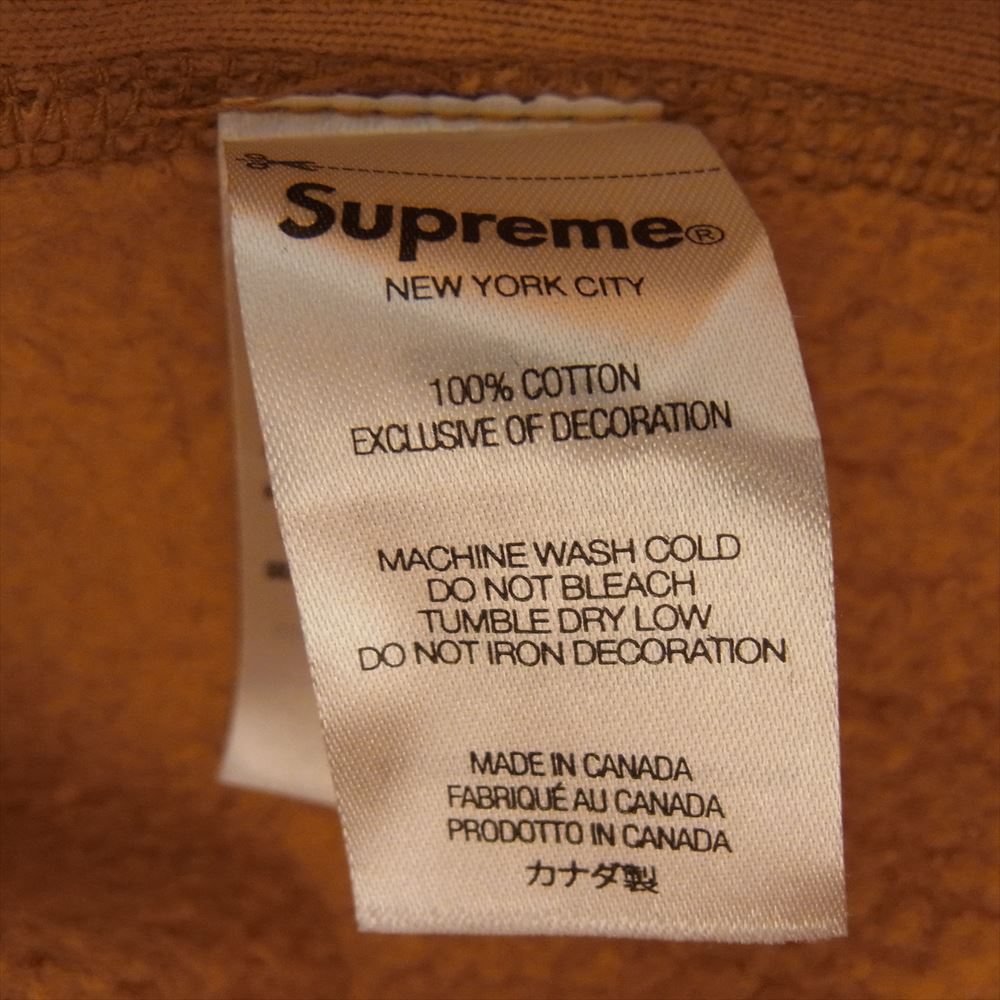 Supreme®
NEW YORK CITY
100% COTTON
EXCLUSIVE OF DECORATION
MACHINE WASH COLD
DO NOT BLEACH
TUMBLE DRY LOW
DO NOT IRON DECORATION
MADE IN CANADA
FABRIQUÉ AU CANADA
PRODOTTO IN CANADA
カナダ製